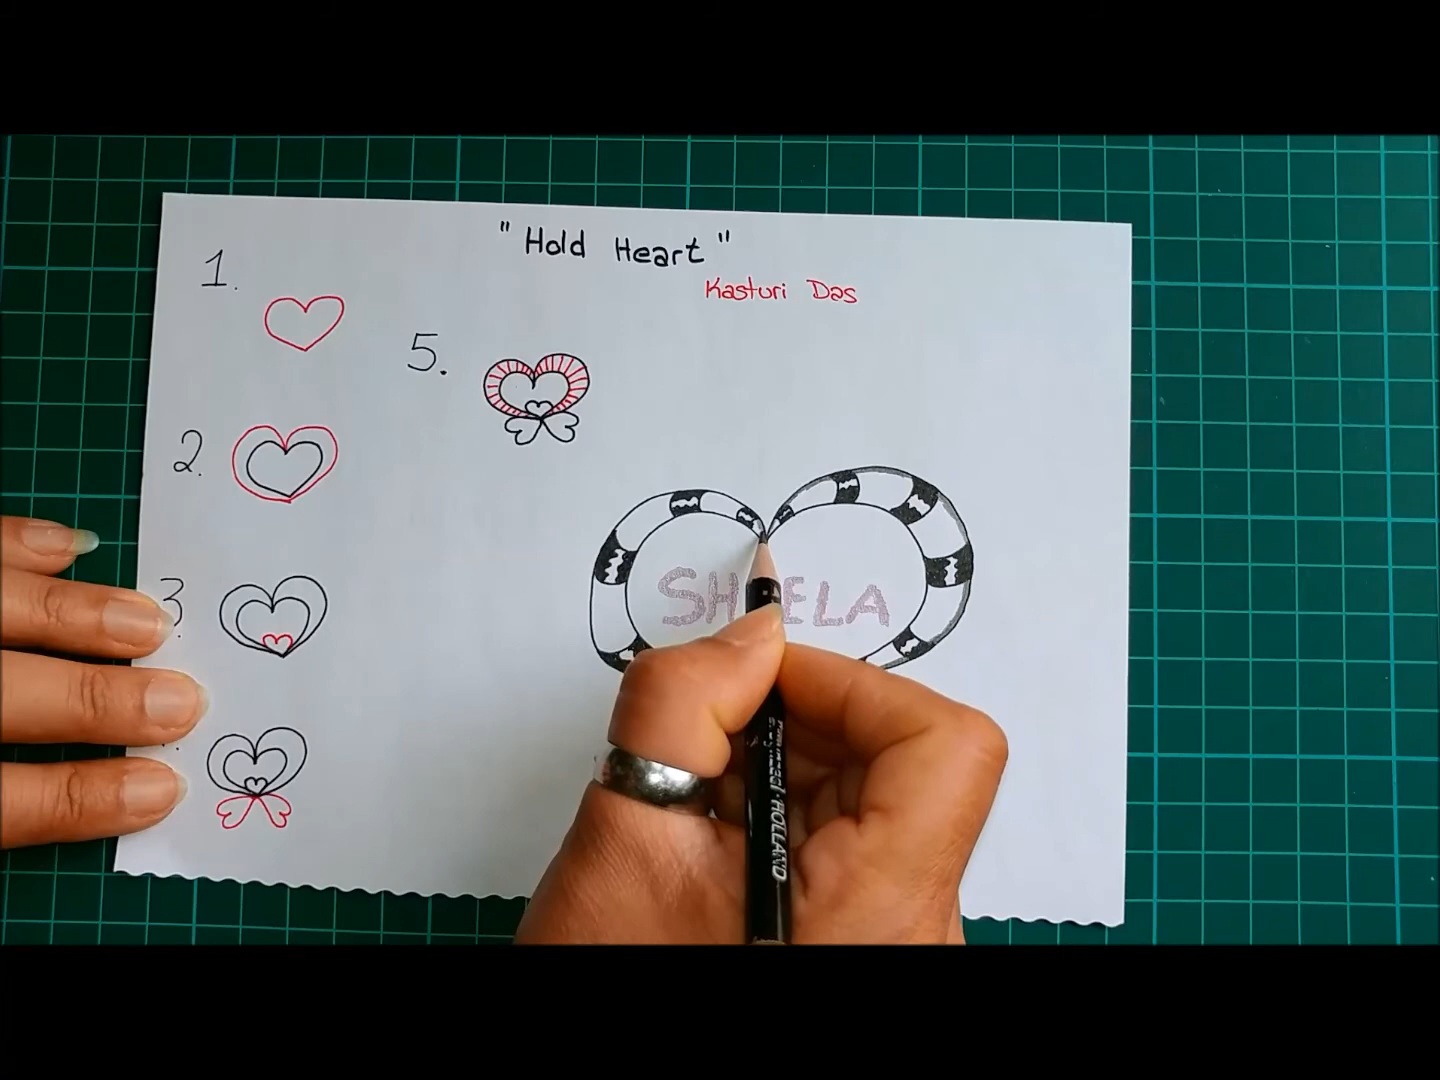 "Hold Heart"
Kasturi Das
1.
5.
2.
3.
HOLLAND